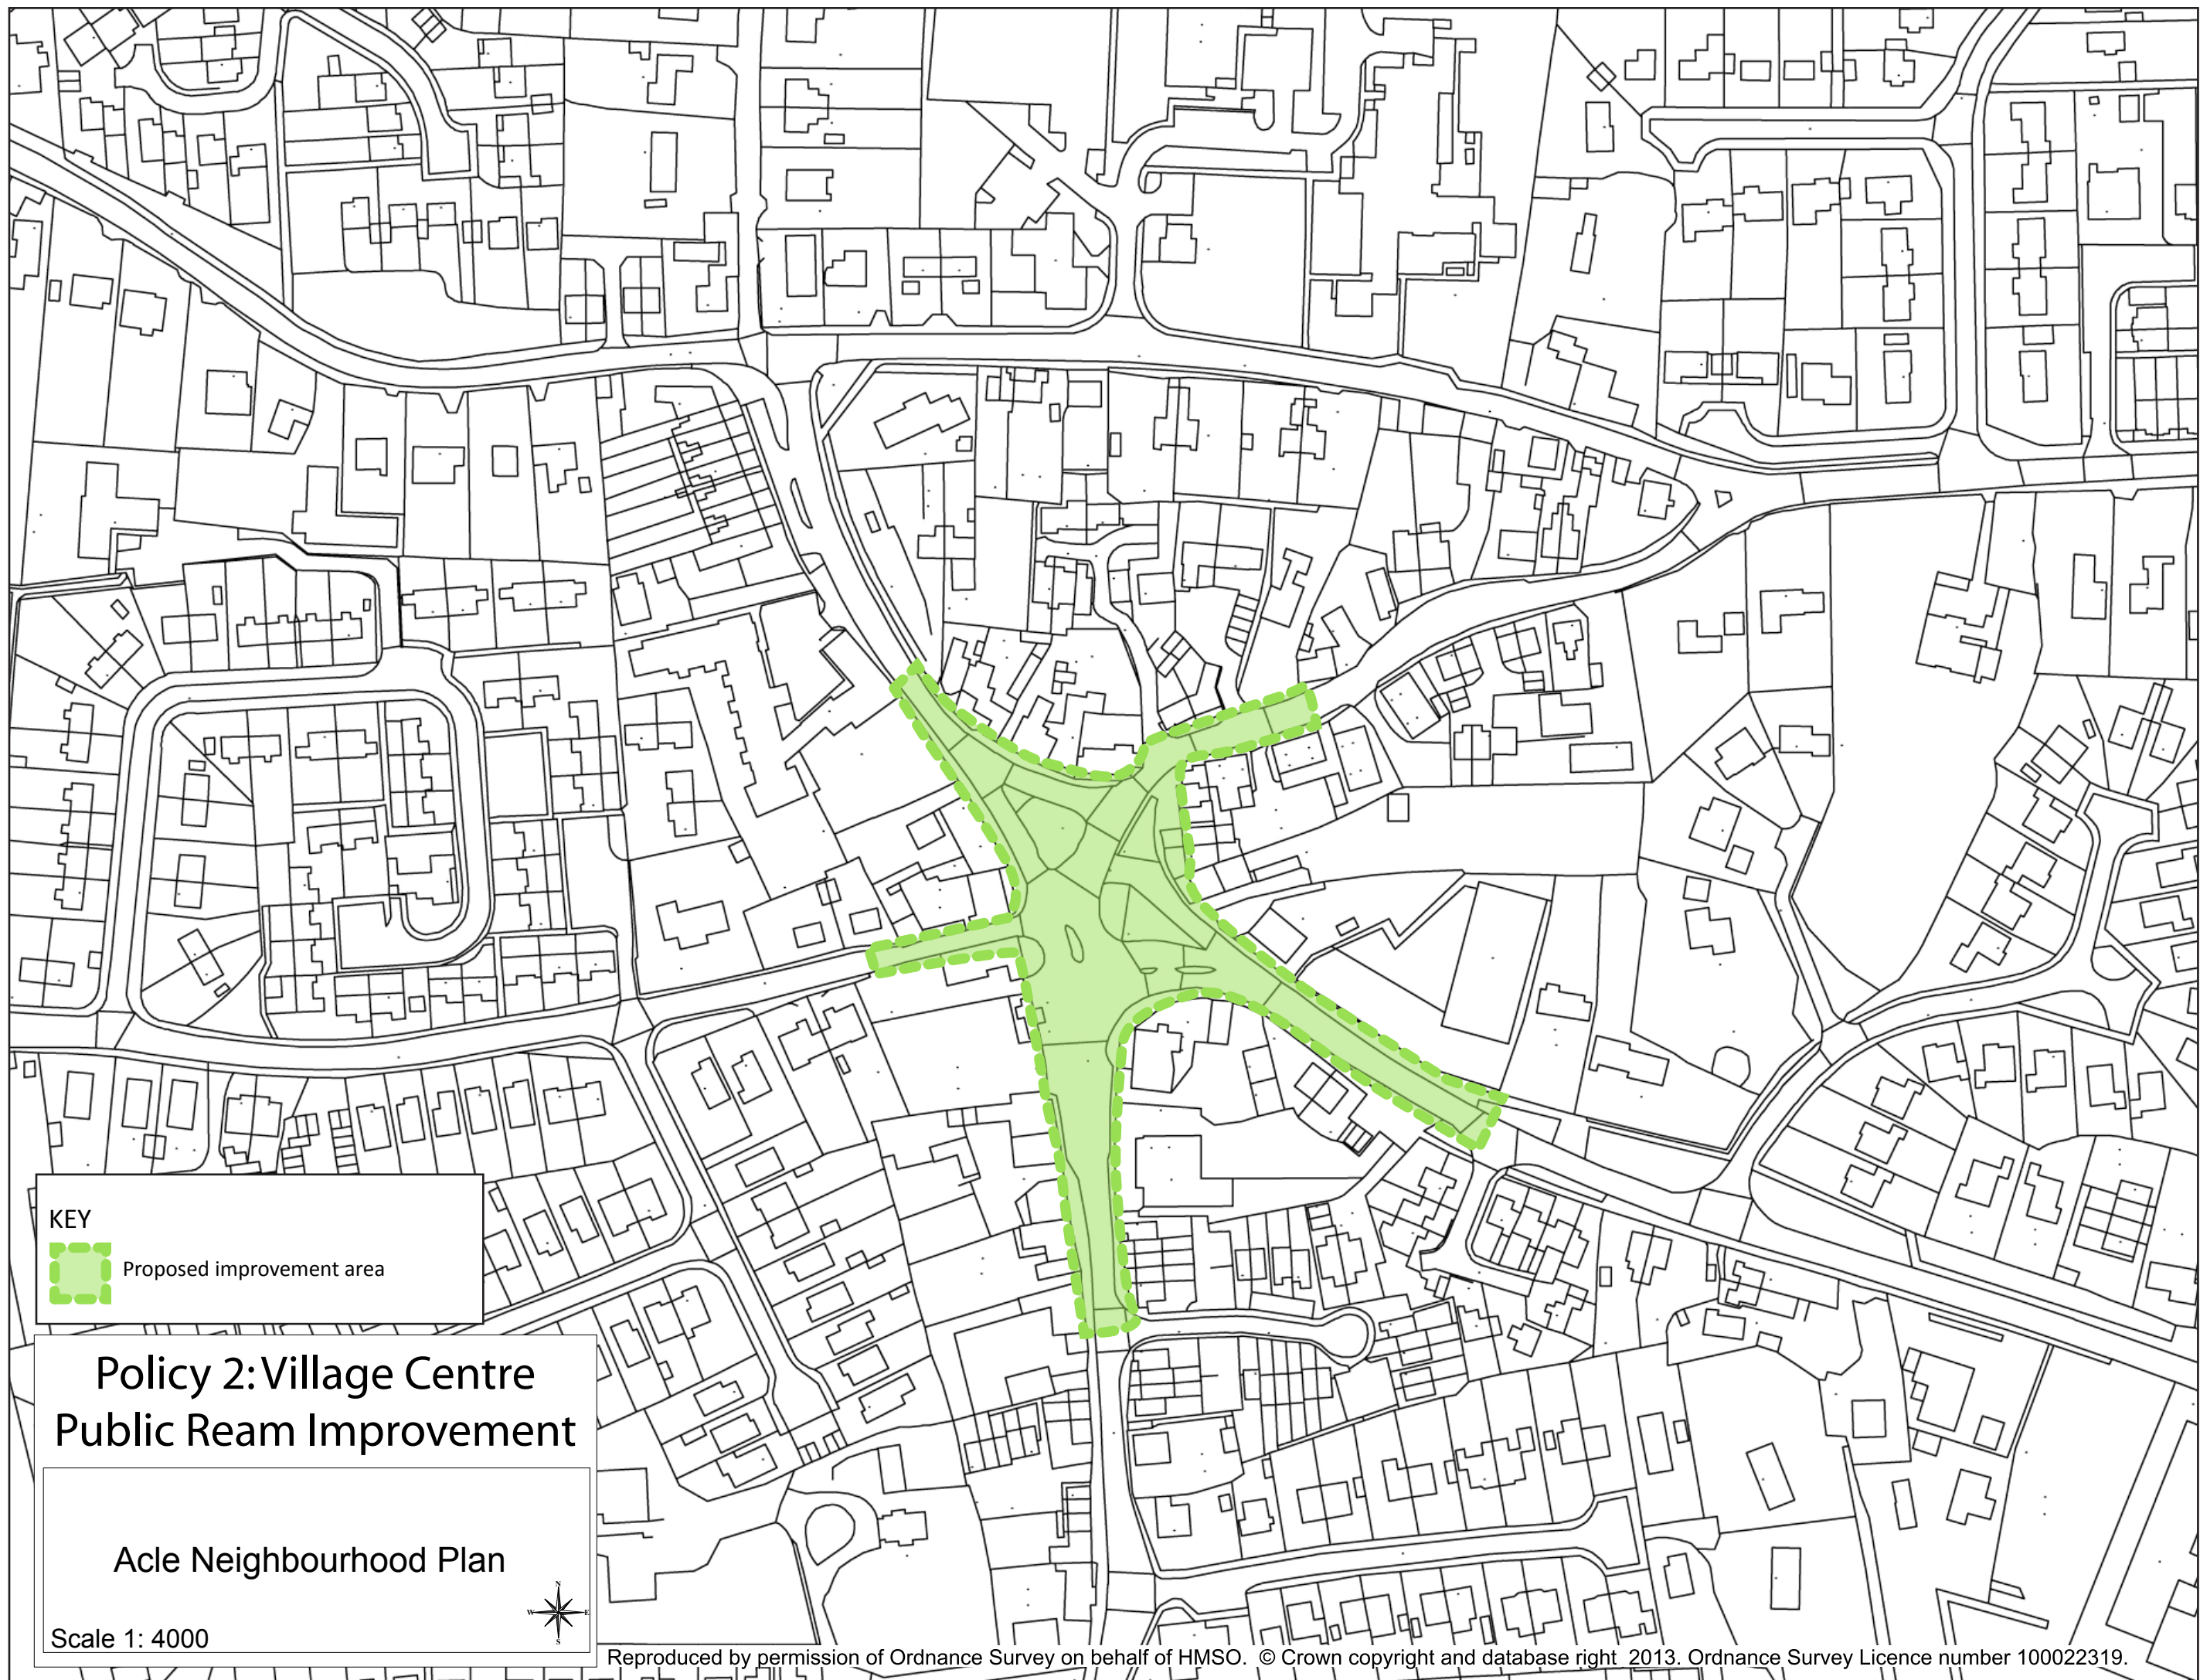 KEY
Proposed improvement area
Policy 2: Village Centre
Public Ream Improvement
Acle Neighbourhood Plan
N
W E
S
Scale 1: 4000
Reproduced by permission of Ordnance Survey on behalf of HMSO. © Crown copyright and database right 2013. Ordnance Survey Licence number 100022319.